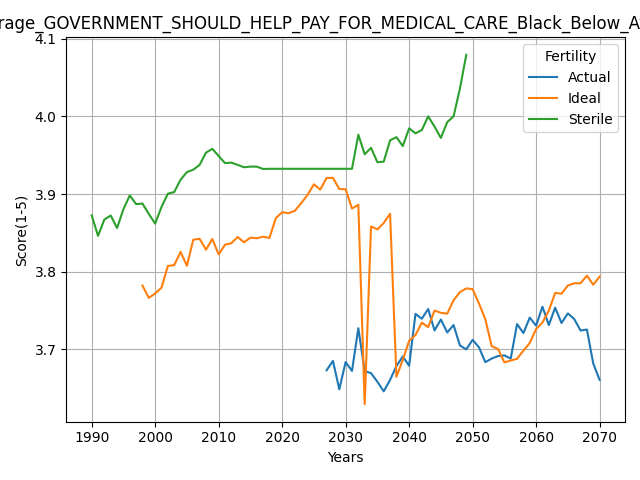 rage_GOVERNMENT_SHOULD_HELP_PAY_FOR_MEDICAL_CARE_Black_Below_A
4.1
4.0
3.9
3.8
3.7
Score(1-5)
Fertility
Actual
Ideal
Sterile
1990 2000 2010 2020 2030 2040 2050 2060 2070
Years